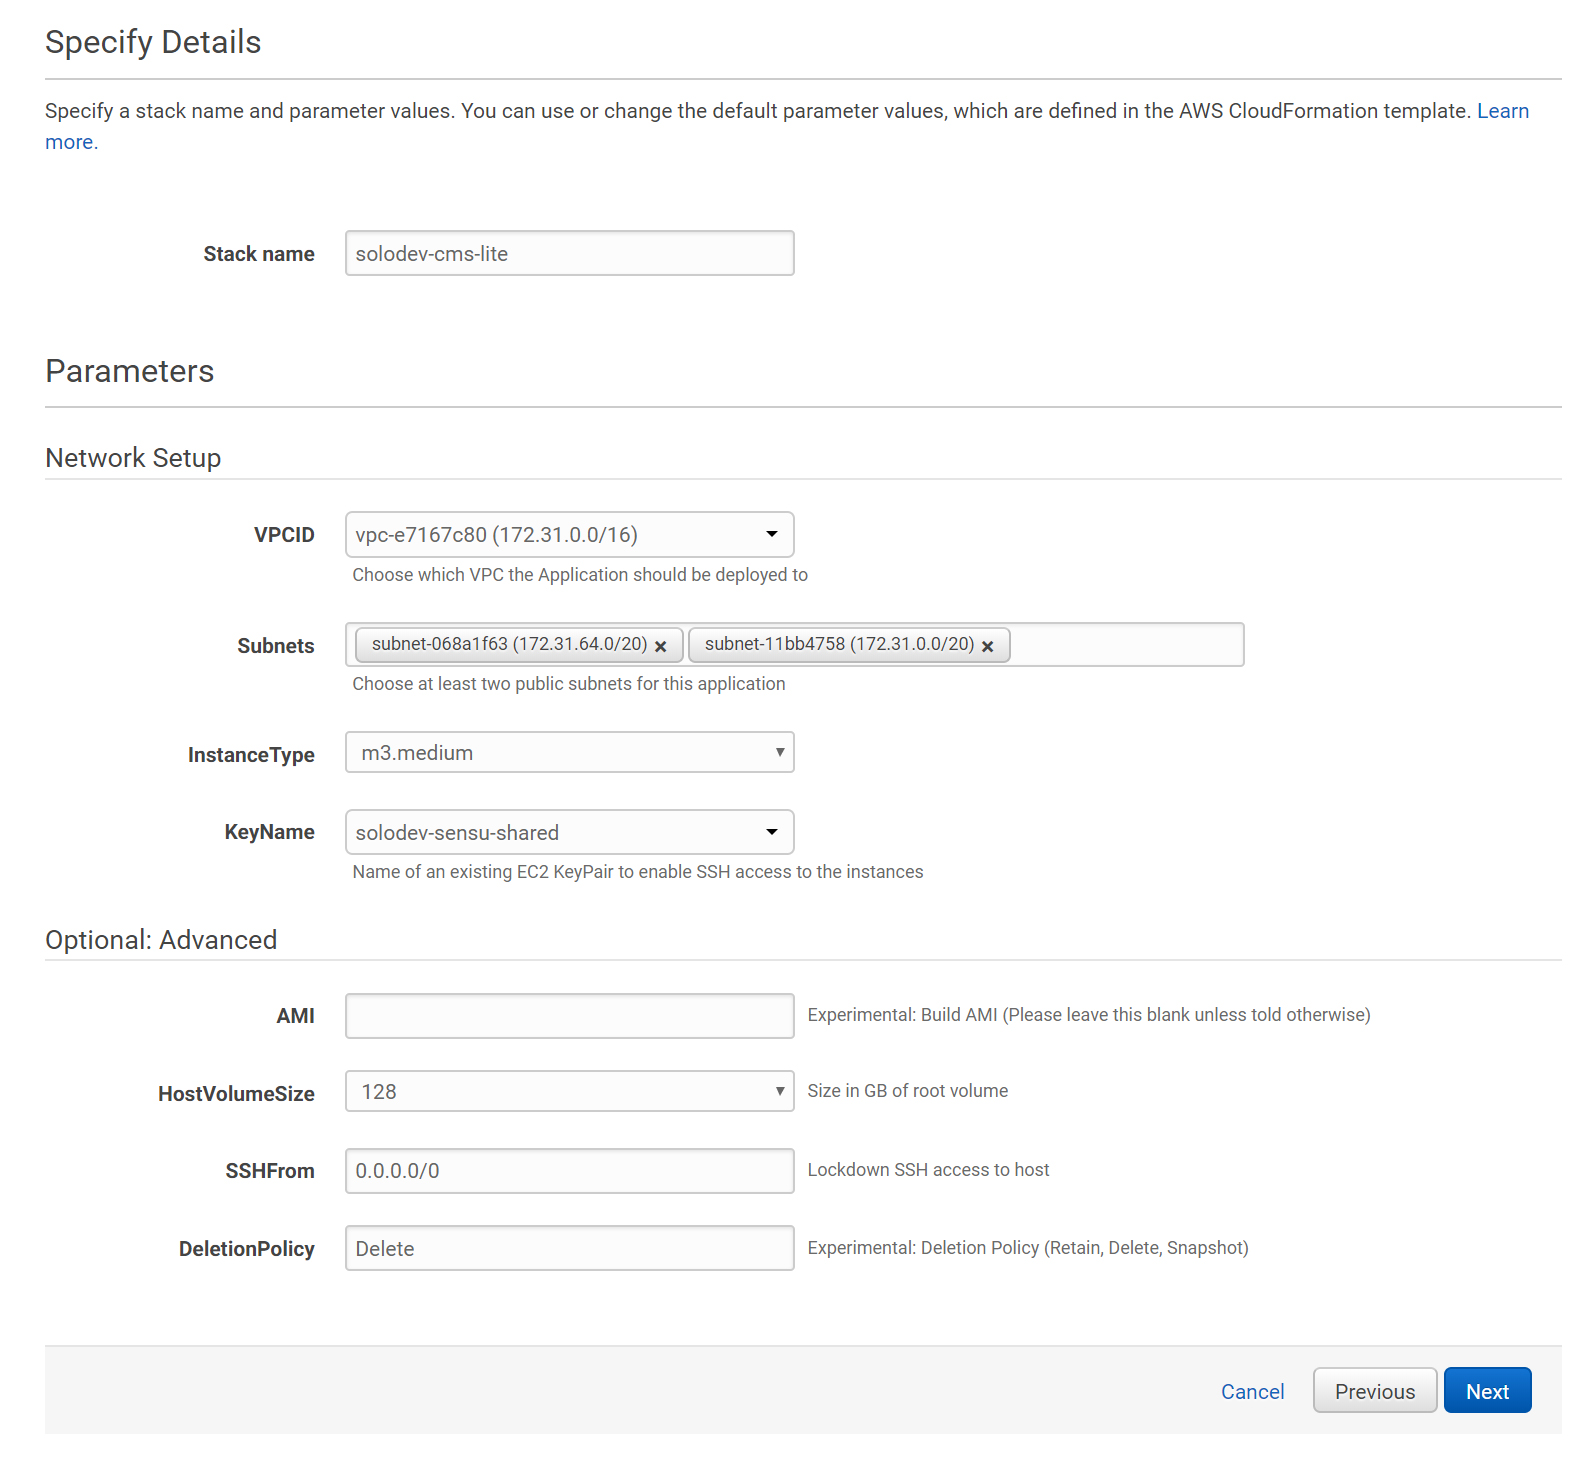 Specify Details
Specify a stack name and parameter values. You can use or change the default parameter values, which are defined in the AWS CloudFormation template. Learn
more.
Stack name solodev-cms-lite
Parameters
Network Setup
VPCID vpc-e7167c80 (172.31.0.0/16)
Choose which VPC the Application should be deployed to
Subnets subnet-068a1f63 (172.31.64.0/20) × subnet-11bb4758 (172.31.0.0/20) ×
Choose at least two public subnets for this application
InstanceType m3.medium
KeyName solodev-sensu-shared
Name of an existing EC2 KeyPair to enable SSH access to the instances
Optional: Advanced
AMI Experimental: Build AMI (Please leave this blank unless told otherwise)
HostVolumeSize 128 Size in GB of root volume
SSHFrom 0.0.0.0/0 Lockdown SSH access to host
DeletionPolicy Delete Experimental: Deletion Policy (Retain, Delete, Snapshot)
Cancel Previous Next